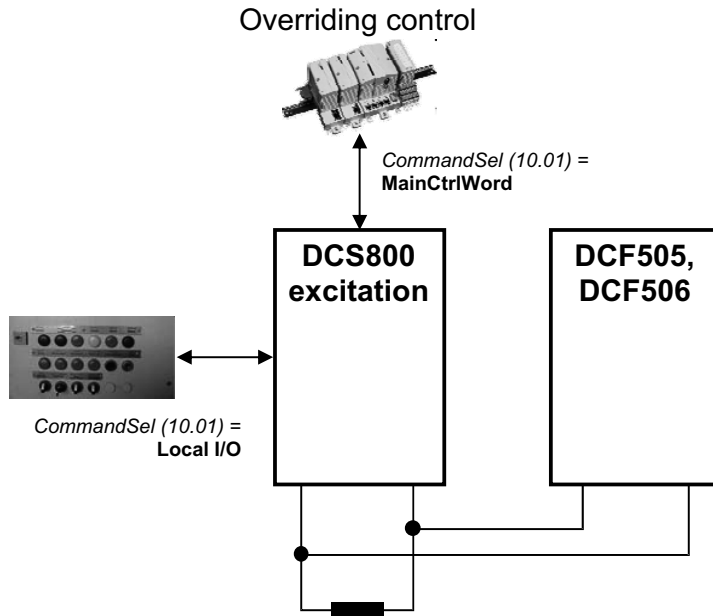 Overriding control
CommandSel (10.01) =
MainCtrlWord
DCS800
excitation
DCF505,
DCF506
CommandSel (10.01) =
Local I/O